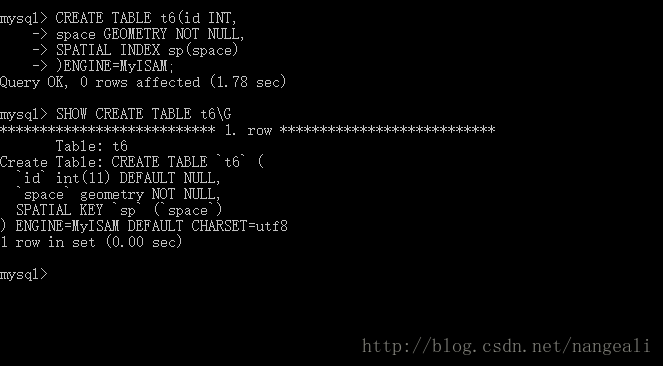 mysql> CREATE TABLE t6(id INT,
    -> space GEOMETRY NOT NULL,
    -> SPATIAL INDEX sp(space)
    -> )ENGINE=MyISAM;
Query OK, 0 rows affected (1.78 sec)

mysql> SHOW CREATE TABLE t6\G
*************************** 1. row ***************************
       Table: t6
Create Table: CREATE TABLE `t6` (
  `id` int(11) DEFAULT NULL,
  `space` geometry NOT NULL,
  SPATIAL KEY `sp` (`space`)
) ENGINE=MyISAM DEFAULT CHARSET=utf8
1 row in set (0.00 sec)

mysql>
http://blog.csdn.net/nangeali